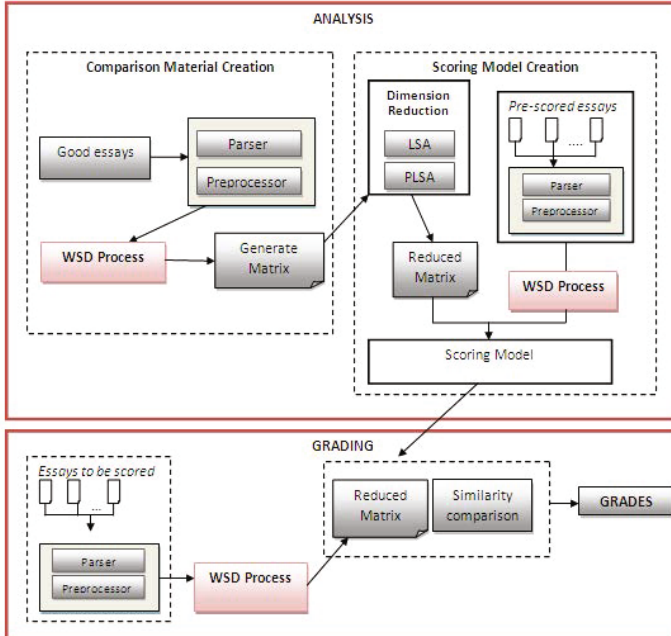 ANALYSIS
Comparison Material Creation
Good essays
Parser
Preprocessor
WSD Process
Generate
Matrix
Scoring Model Creation
Dimension
Reduction
LSA
PLSA
Pre-scored essays
....
Parser
Preprocessor
Reduced
Matrix
WSD Process
Scoring Model
GRADING
Essays to be scored
...
Parser
Preprocessor
WSD Process
Reduced
Matrix
Similarity
comparison
GRADES